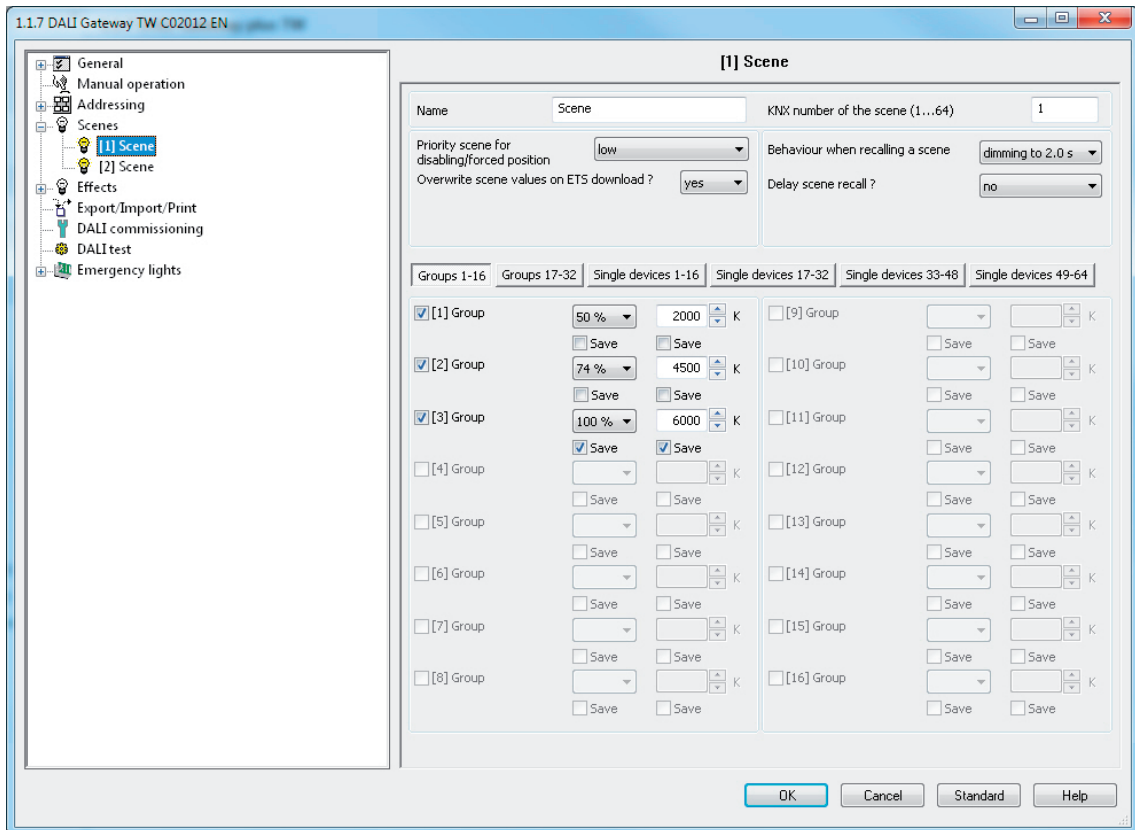 1.1.7 DALI Gateway TW C02012 EN
General
Manual operation
Addressing
Scenes
[1] Scene
[2] Scene
Effects
Export/Import/Print
DALI commissioning
DALI test
Emergency lights
[1] Scene
Name Scene KNX number of the scene (1...64) 1
Priority scene for
disabling/forced position low
Overwrite scene values on ETS download ? yes
Behaviour when recalling a scene dimming to 2.0 s
Delay scene recall ? no
Groups 1-16 Groups 17-32 Single devices 1-16 Single devices 17-32 Single devices 33-48 Single devices 49-64
[1] Group 50 % 2000 K
Save Save
[2] Group 74 % 4500 K
Save Save
[3] Group 100 % 6000 K
Save Save
[4] Group K
Save Save
[5] Group K
Save Save
[6] Group K
Save Save
[7] Group K
Save Save
[8] Group K
Save Save
[9] Group K
Save Save
[10] Group K
Save Save
[11] Group K
Save Save
[12] Group K
Save Save
[13] Group K
Save Save
[14] Group K
Save Save
[15] Group K
Save Save
[16] Group K
Save Save
OK Cancel Standard Help